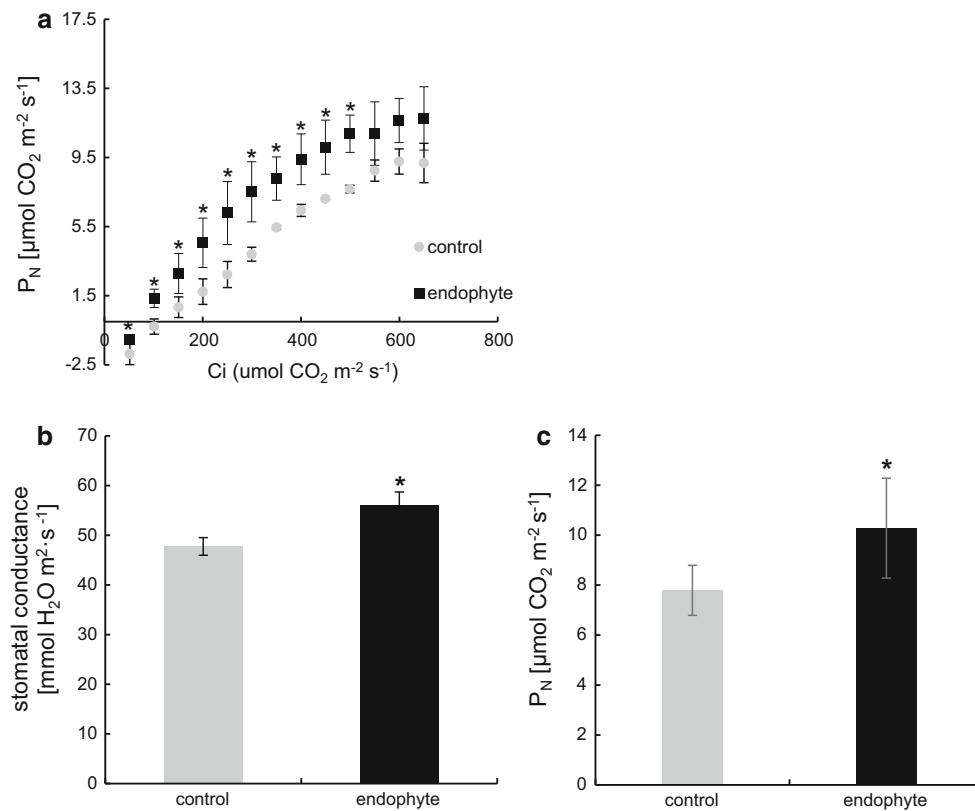 a
17.5
13.5
9.5
5.5
1.5
-2.5
P_N [µmol CO₂ m⁻² s⁻¹]
* * * * * * * * * *
control
endophyte
0 200 400 600 800
Ci (umol CO₂ m⁻² s⁻¹)
b
70
60
50
40
30
20
10
0
stomatal conductance
[mmol H₂O m²·s⁻¹]
*
control endophyte
c
14
12
10
8
6
4
2
0
P_N [µmol CO₂ m⁻² s⁻¹]
*
control endophyte